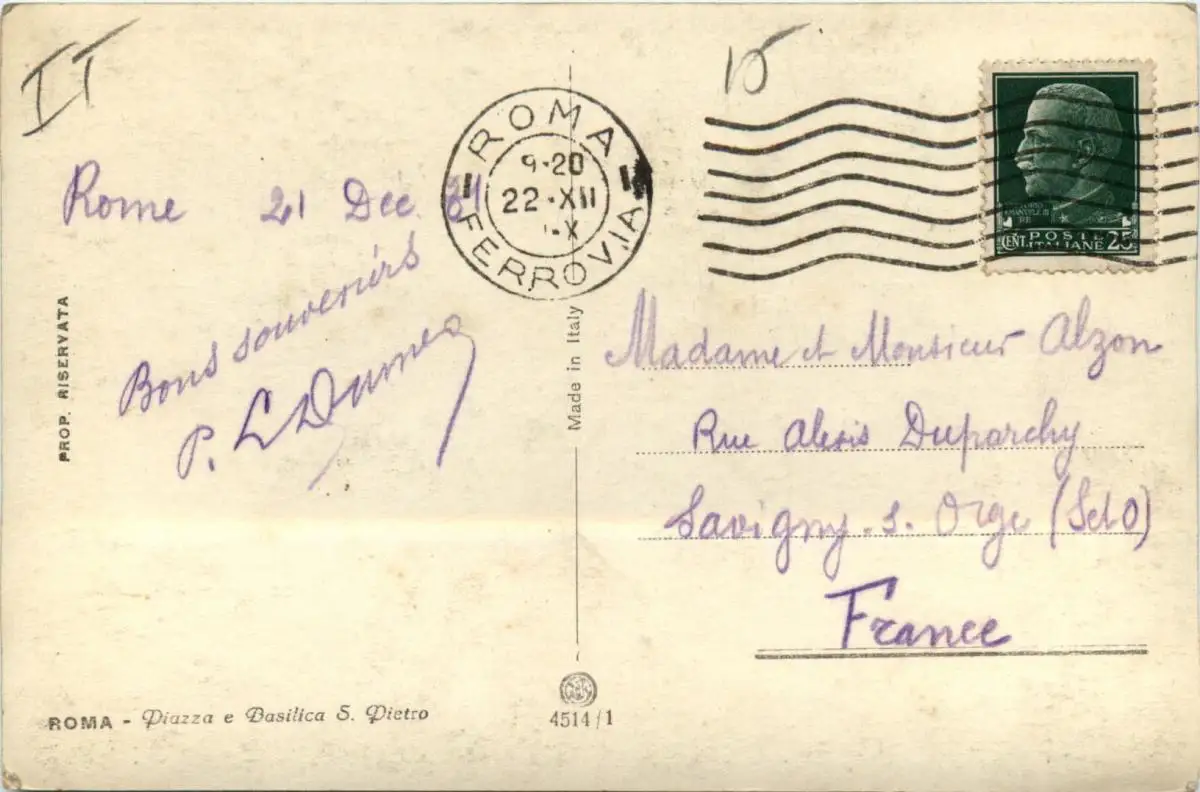 IT
15
ROMA
FERROVIA
9·20
22·XII
X
POSTE
ITALIANE
CENT. 25
Rome 21 Dec. 31
Bons souvenirs
P. L
Madame et Monsieur Alzon
Rue Alexis Duparchy
Savigny. s. Orge (S et O)
France
PROP. RISERVATA
Made in Italy
ROMA - Piazza e Basilica S. Pietro
4514/1